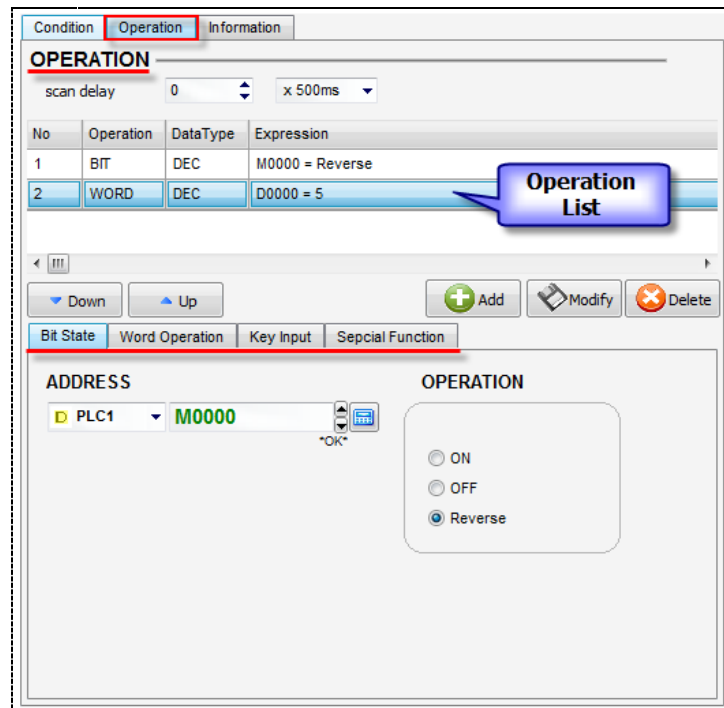 Condition Operation Information
OPERATION
scan delay 0 x 500ms
No Operation DataType Expression
1 BIT DEC M0000 = Reverse
2 WORD DEC D0000 = 5
Operation
List
Down Up Add Modify Delete
Bit State Word Operation Key Input Sepcial Function
ADDRESS OPERATION
D PLC1 M0000
*OK*
ON
OFF
Reverse